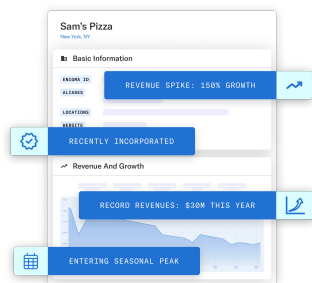 Sam's Pizza
New York, NY
Basic Information
ENIGMA ID
REVENUE SPIKE: 150% GROWTH
ALIASES
LOCATIONS
WEBSITE
RECENTLY INCORPORATED
Revenue And Growth
RECORD REVENUES: $30M THIS YEAR
ENTERING SEASONAL PEAK